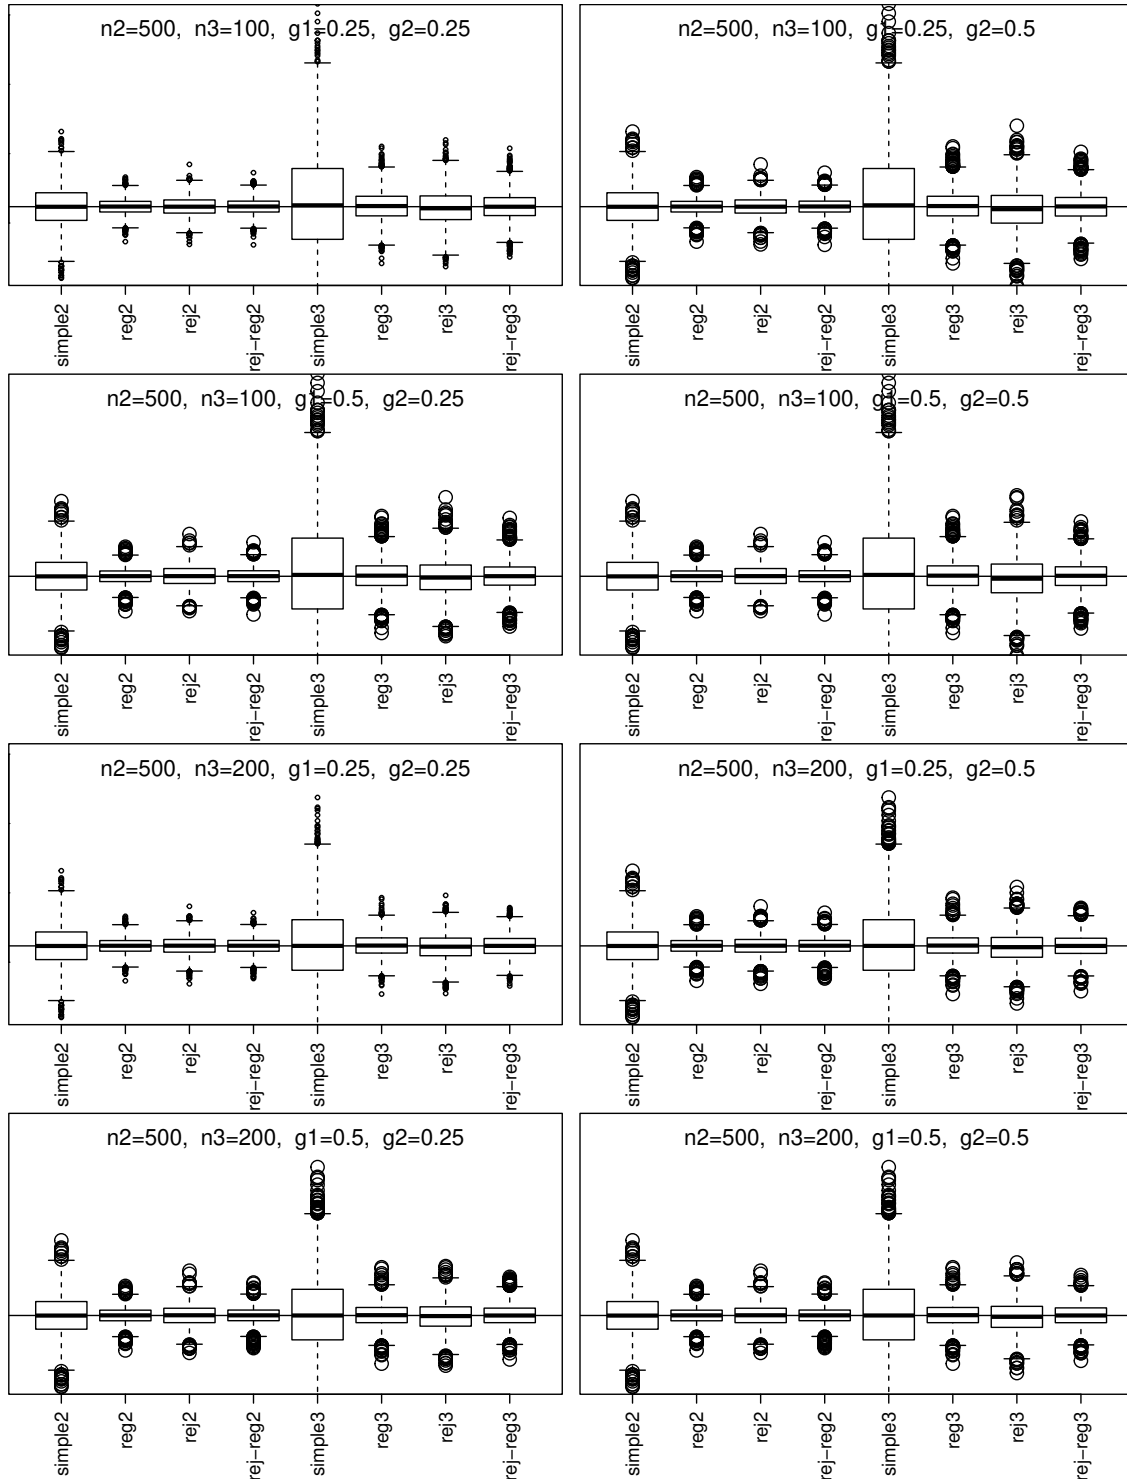 n2=500, n3=100, g1=0.25, g2=0.25
simple2
reg2
rej2
rej−reg2
simple3
reg3
rej3
rej−reg3
n2=500, n3=100, g1=0.25, g2=0.5
simple2
reg2
rej2
rej−reg2
simple3
reg3
rej3
rej−reg3
n2=500, n3=100, g1=0.5, g2=0.25
simple2
reg2
rej2
rej−reg2
simple3
reg3
rej3
rej−reg3
n2=500, n3=100, g1=0.5, g2=0.5
simple2
reg2
rej2
rej−reg2
simple3
reg3
rej3
rej−reg3
n2=500, n3=200, g1=0.25, g2=0.25
simple2
reg2
rej2
rej−reg2
simple3
reg3
rej3
rej−reg3
n2=500, n3=200, g1=0.25, g2=0.5
simple2
reg2
rej2
rej−reg2
simple3
reg3
rej3
rej−reg3
n2=500, n3=200, g1=0.5, g2=0.25
simple2
reg2
rej2
rej−reg2
simple3
reg3
rej3
rej−reg3
n2=500, n3=200, g1=0.5, g2=0.5
simple2
reg2
rej2
rej−reg2
simple3
reg3
rej3
rej−reg3